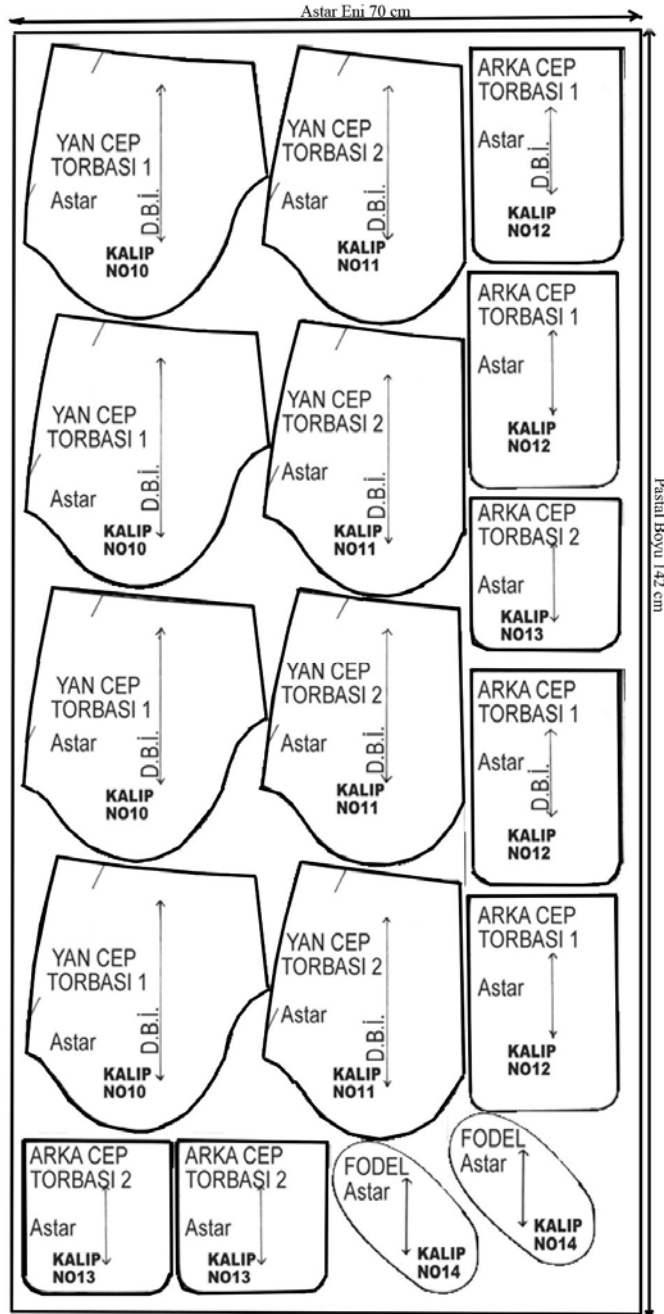 Astar Eni 70 cm
YAN CEP
TORBASI 1
Astar
D.B.İ.
KALIP
NO10
YAN CEP
TORBASI 2
Astar
D.B.İ.
KALIP
NO11
ARKA CEP
TORBASI 1
Astar
D.B.İ.
KALIP
NO12
YAN CEP
TORBASI 1
Astar
D.B.İ.
KALIP
NO10
YAN CEP
TORBASI 2
Astar
D.B.İ.
KALIP
NO11
ARKA CEP
TORBASI 1
Astar
KALIP
NO12
Pastal Boyu 142 cm
ARKA CEP
TORBASI 2
Astar
KALIP
NO13
YAN CEP
TORBASI 1
Astar
D.B.İ.
KALIP
NO10
YAN CEP
TORBASI 2
Astar
D.B.İ.
KALIP
NO11
ARKA CEP
TORBASI 1
Astar
D.B.İ.
KALIP
NO12
YAN CEP
TORBASI 1
Astar
D.B.İ.
KALIP
NO10
YAN CEP
TORBASI 2
Astar
D.B.İ.
KALIP
NO11
ARKA CEP
TORBASI 1
Astar
KALIP
NO12
ARKA CEP
TORBASI 2
Astar
KALIP
NO13
ARKA CEP
TORBASI 2
Astar
KALIP
NO13
FODEL
Astar
KALIP
NO14
FODEL
Astar
KALIP
NO14